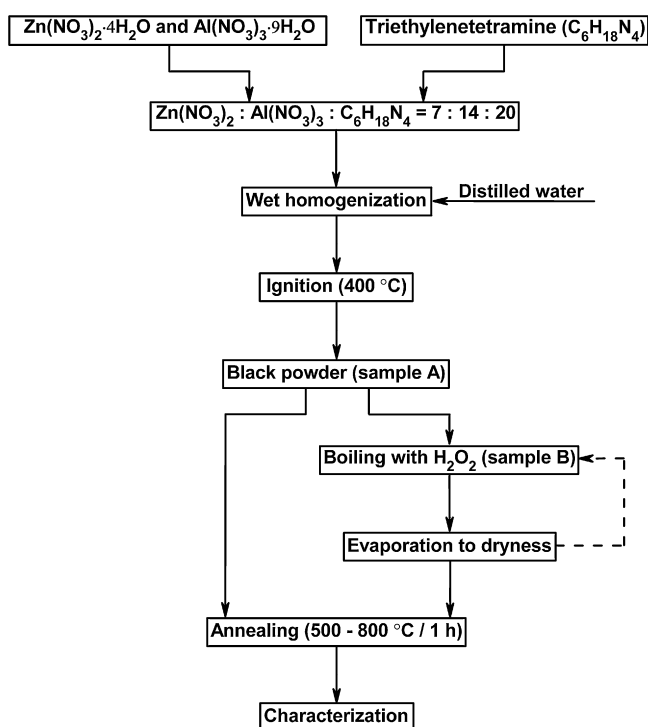 Zn(NO₃)₂·4H₂O and Al(NO₃)₃·9H₂O
Triethylenetetramine (C₆H₁₈N₄)
Zn(NO₃)₂ : Al(NO₃)₃ : C₆H₁₈N₄ = 7 : 14 : 20
Wet homogenization
Distilled water
Ignition (400 °C)
Black powder (sample A)
Boiling with H₂O₂ (sample B)
Evaporation to dryness
Annealing (500 - 800 °C / 1 h)
Characterization